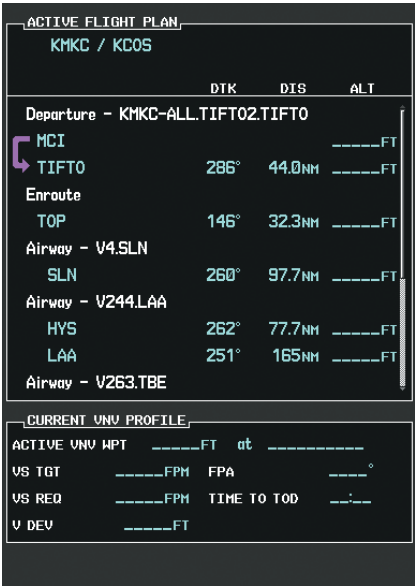 ACTIVE FLIGHT PLAN
KMKC / KCOS
DTK DIS ALT
Departure - KMKC-ALL.TIFTO2.TIFTO
MCI _____FT
TIFTO 286° 44.0NM _____FT
Enroute
TOP 146° 32.3NM _____FT
Airway - V4.SLN
SLN 260° 97.7NM _____FT
Airway - V244.LAA
HYS 262° 77.7NM _____FT
LAA 251° 165NM _____FT
Airway - V263.TBE
CURRENT VNV PROFILE
ACTIVE VNV WPT _____FT at __________
VS TGT _____FPM FPA ____°
VS REQ _____FPM TIME TO TOD __:__
V DEV _____FT